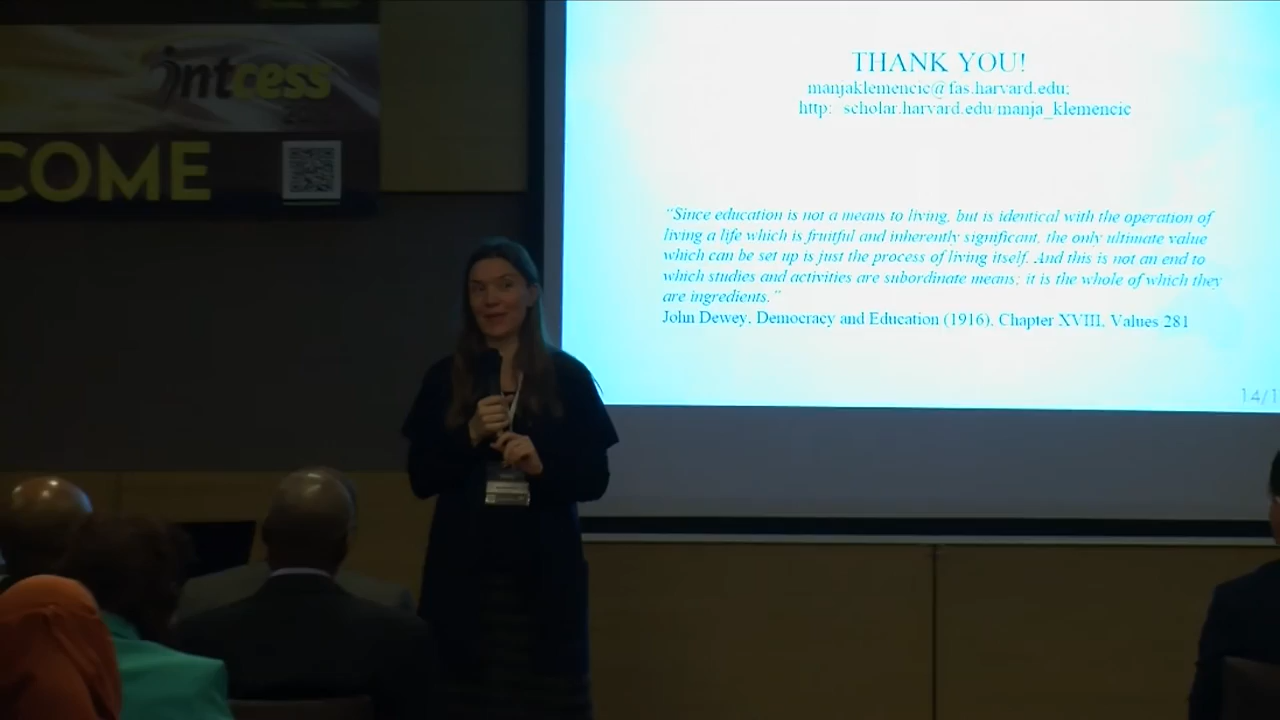 intcess
COME
THANK YOU!
manjaklemencic@fas.harvard.edu;
http: scholar.harvard.edu manja_klemencic
"Since education is not a means to living, but is identical with the operation of
living a life which is fruitful and inherently significant, the only ultimate value
which can be set up is just the process of living itself. And this is not an end to
which studies and activities are subordinate means; it is the whole of which they
are ingredients."
John Dewey, Democracy and Education (1916). Chapter XVIII, Values 281
14/1